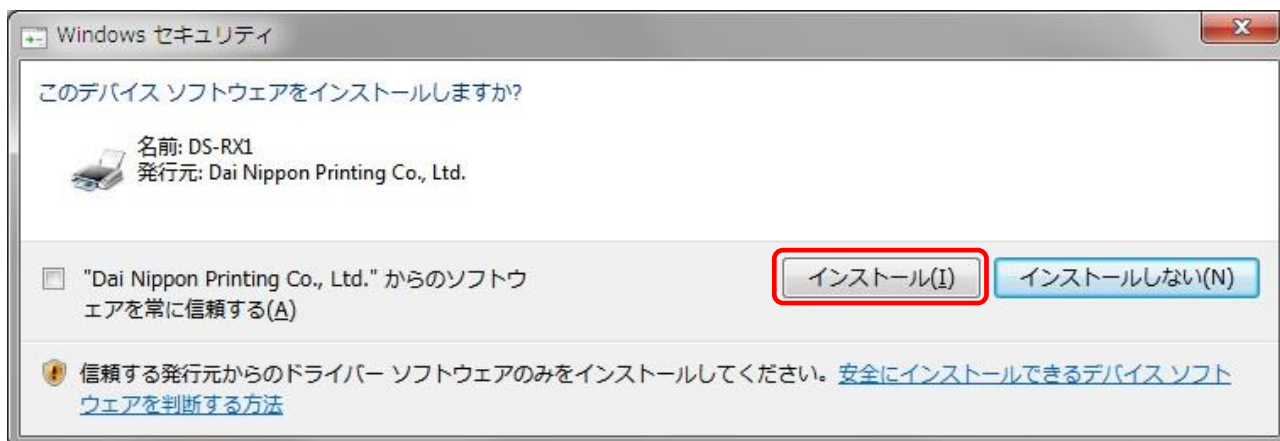 Windows セキュリティ
このデバイス ソフトウェアをインストールしますか?
名前: DS-RX1
発行元: Dai Nippon Printing Co., Ltd.
"Dai Nippon Printing Co., Ltd." からのソフトウ
ェアを常に信頼する(A)
インストール(I)
インストールしない(N)
信頼する発行元からのドライバー ソフトウェアのみをインストールしてください。安全にインストールできるデバイス ソフト
ウェアを判断する方法